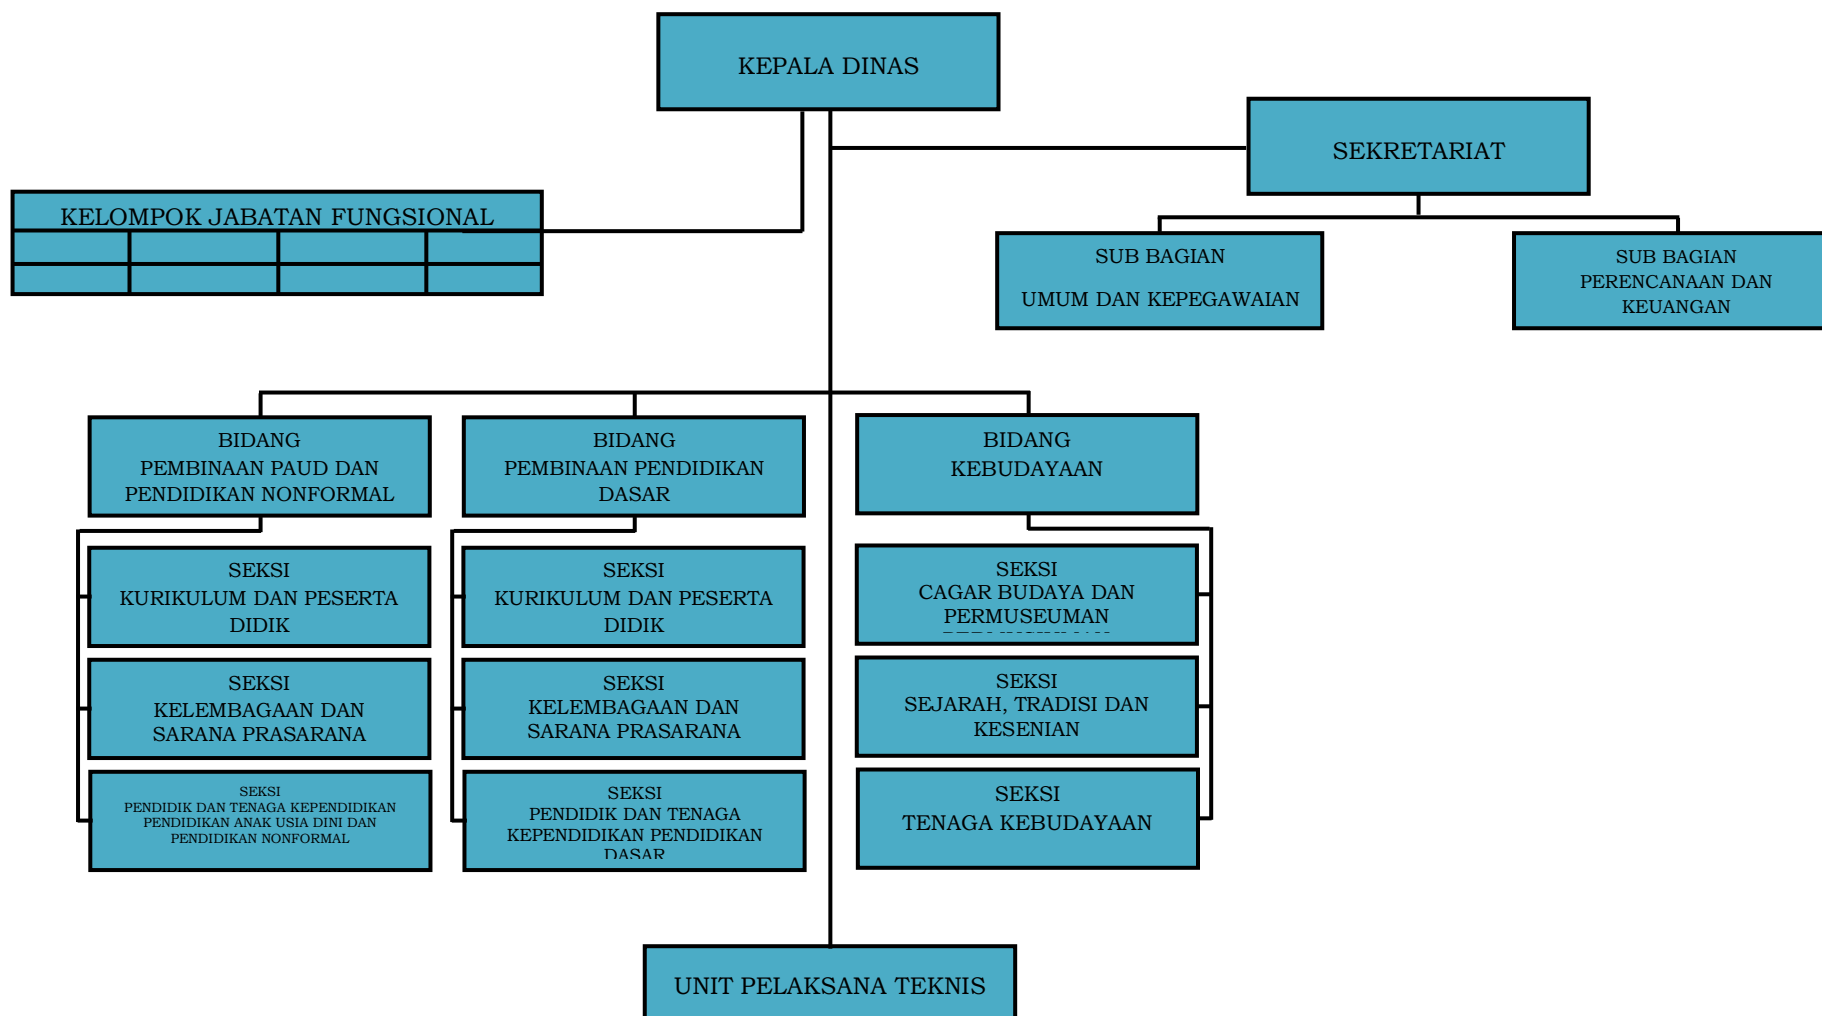 KEPALA DINAS
SEKRETARIAT
KELOMPOK JABATAN FUNGSIONAL
SUB BAGIAN
UMUM DAN KEPEGAWAIAN
SUB BAGIAN
PERENCANAAN DAN
KEUANGAN
BIDANG
PEMBINAAN PAUD DAN
PENDIDIKAN NONFORMAL
BIDANG
PEMBINAAN PENDIDIKAN
DASAR
BIDANG
KEBUDAYAAN
SEKSI
KURIKULUM DAN PESERTA
DIDIK
SEKSI
KURIKULUM DAN PESERTA
DIDIK
SEKSI
CAGAR BUDAYA DAN
PERMUSEUMAN
SEKSI
KELEMBAGAAN DAN
SARANA PRASARANA
SEKSI
KELEMBAGAAN DAN
SARANA PRASARANA
SEKSI
SEJARAH, TRADISI DAN
KESENIAN
SEKSI
PENDIDIK DAN TENAGA KEPENDIDIKAN
PENDIDIKAN ANAK USIA DINI DAN
PENDIDIKAN NONFORMAL
SEKSI
PENDIDIK DAN TENAGA
KEPENDIDIKAN PENDIDIKAN
DASAR
SEKSI
TENAGA KEBUDAYAAN
UNIT PELAKSANA TEKNIS